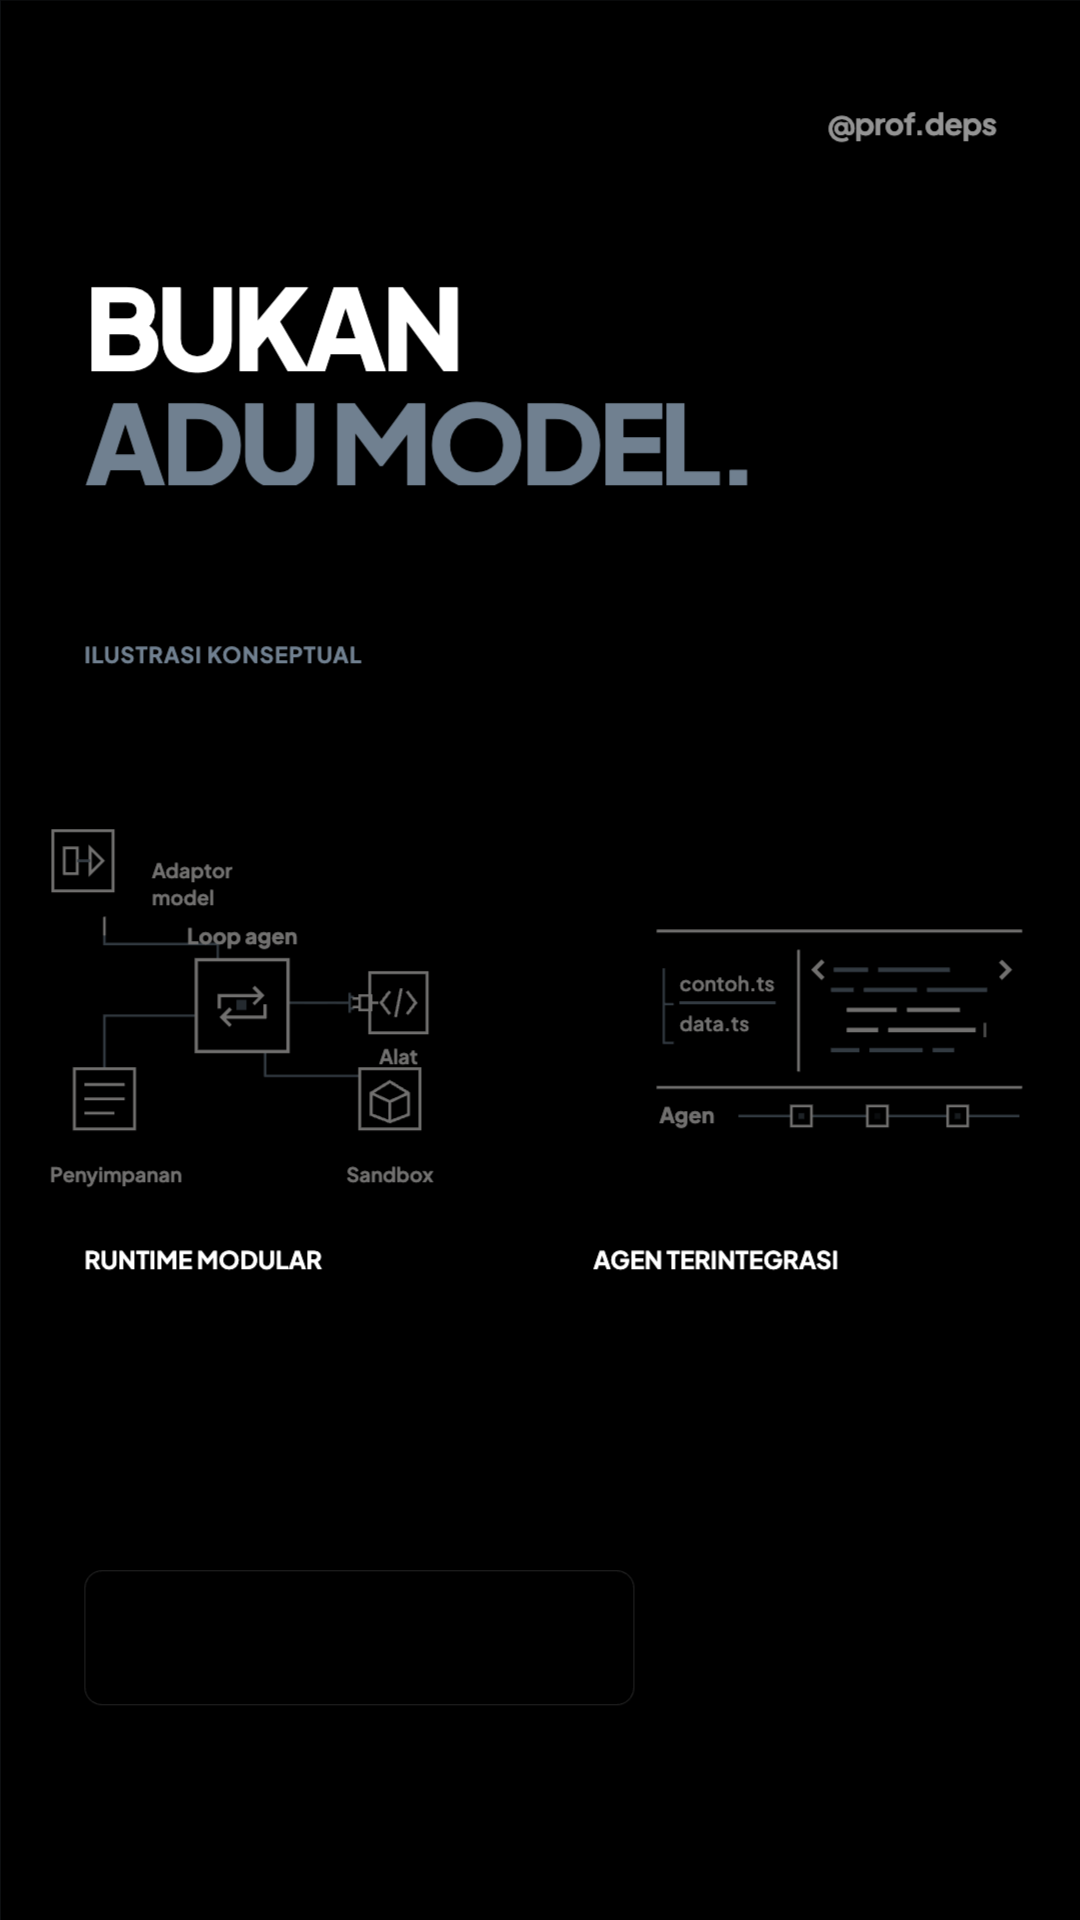 @prof.deps
BUKAN
ADU MODEL.
ILUSTRASI KONSEPTUAL
Adaptor
model
Loop agen
Alat
Penyimpanan
Sandbox
contoh.ts
data.ts
Agen
RUNTIME MODULAR
AGEN TERINTEGRASI